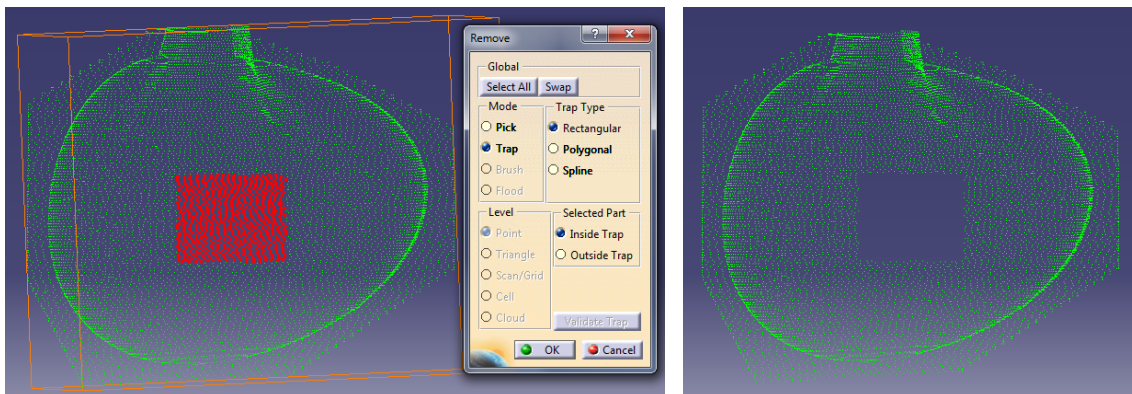 Remove
?
X
Global
Select All Swap
Mode
Pick
Trap
Brush
Flood
Trap Type
Rectangular
Polygonal
Spline
Level
Point
Triangle
Scan/Grid
Cell
Cloud
Selected Part
Inside Trap
Outside Trap
Validate Trap
OK Cancel